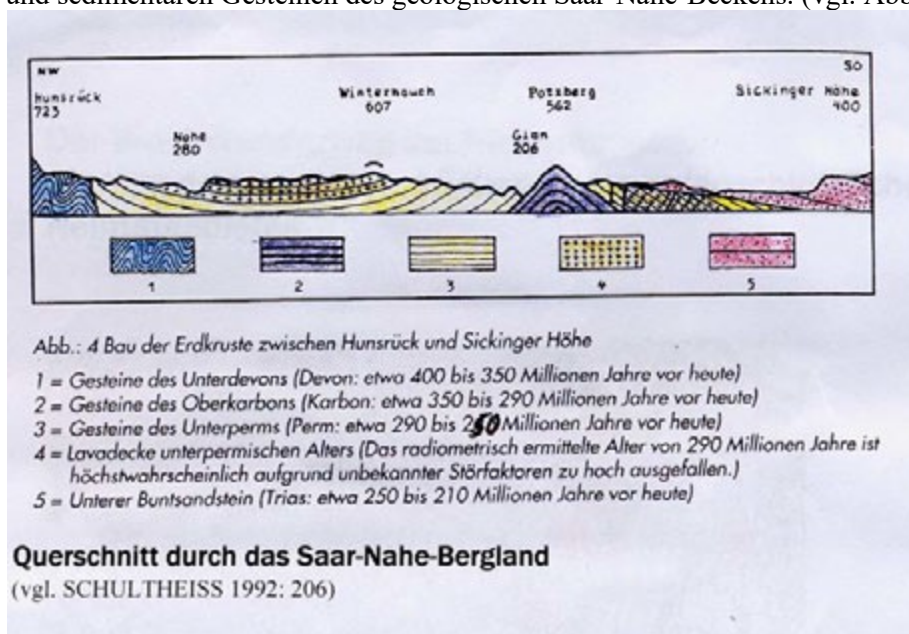 und sedimentären Gesteinen des geologischen Saar-Nahe-Beckens. (vgl. Abb
NW SO
Hunsrück Winterhauch Potzberg Sickinger Höhe
723 607 562 400
Nahe Glan
280 206
1 2 3 4 5
Abb.: 4 Bau der Erdkruste zwischen Hunsrück und Sickinger Höhe
1 = Gesteine des Unterdevons (Devon: etwa 400 bis 350 Millionen Jahre vor heute)
2 = Gesteine des Oberkarbons (Karbon: etwa 350 bis 290 Millionen Jahre vor heute)
3 = Gesteine des Unterperms (Perm: etwa 290 bis 250 Millionen Jahre vor heute)
4 = Lavadecke unterpermischen Alters (Das radiometrisch ermittelte Alter von 290 Millionen Jahre ist
höchstwahrscheinlich aufgrund unbekannter Störfaktoren zu hoch ausgefallen.)
5 = Unterer Buntsandstein (Trias: etwa 250 bis 210 Millionen Jahre vor heute)
Querschnitt durch das Saar-Nahe-Bergland
(vgl. SCHULTHEISS 1992: 206)